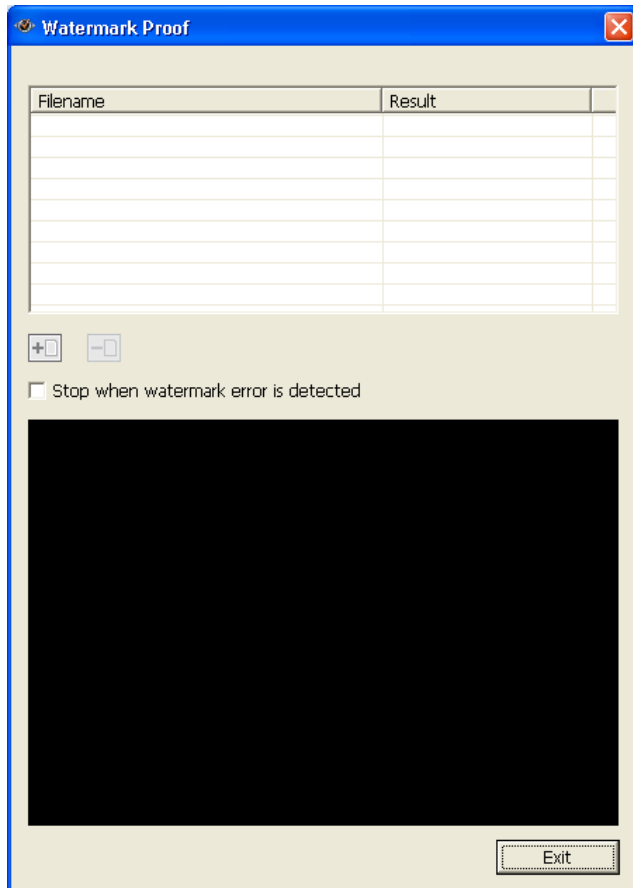 Watermark Proof
Filename Result
Stop when watermark error is detected
Exit